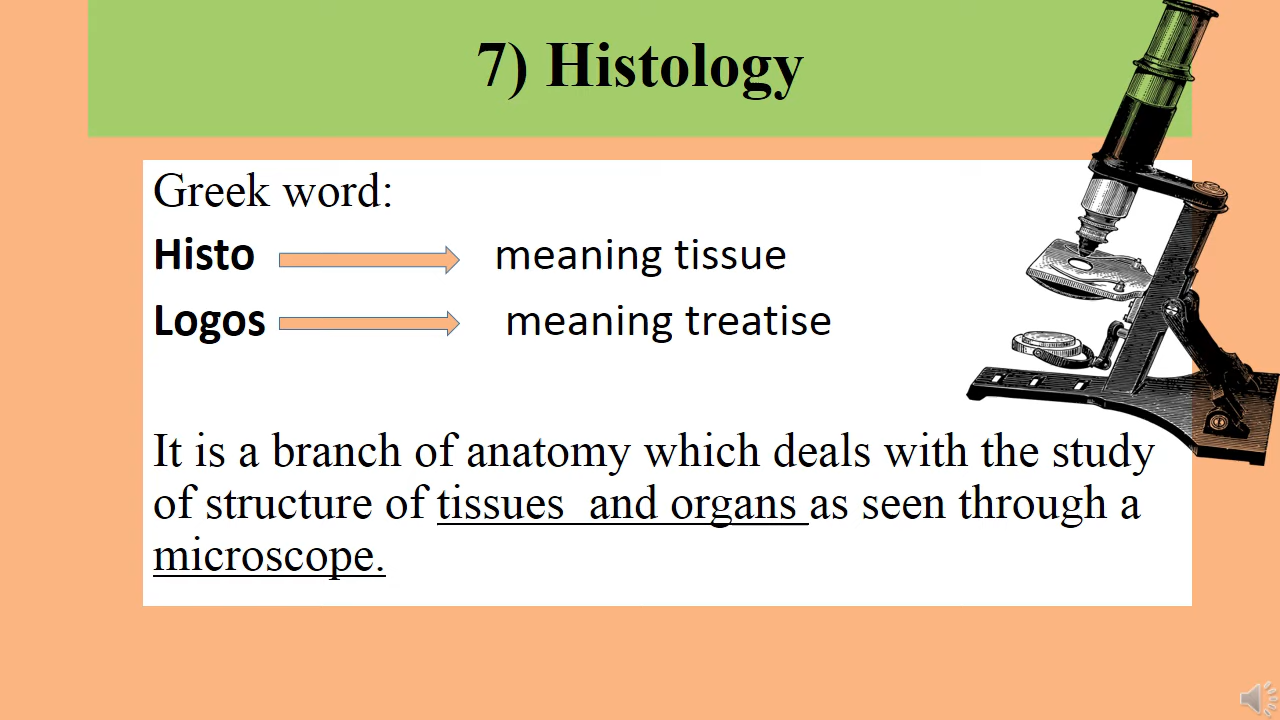 7) Histology
Greek word:
Histo meaning tissue
Logos meaning treatise
It is a branch of anatomy which deals with the study
of structure of tissues and organs as seen through a
microscope.